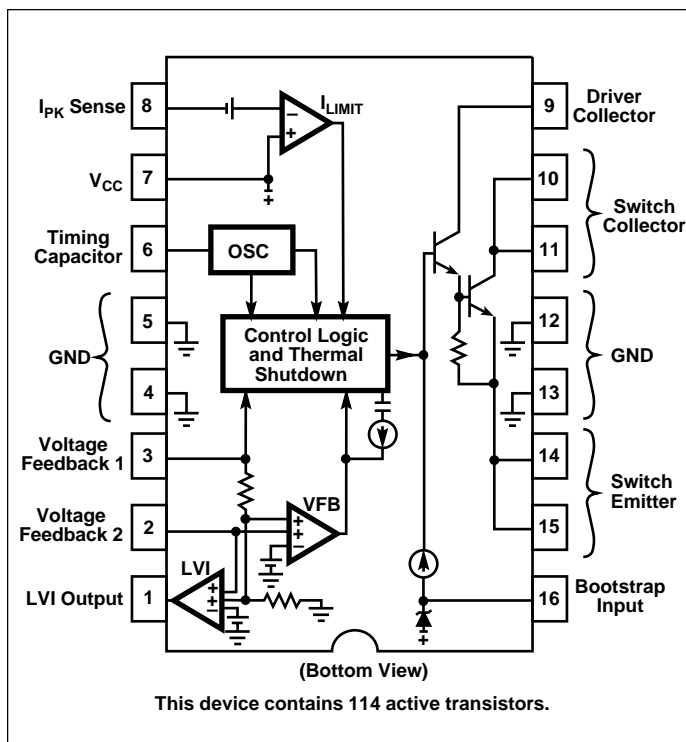 I_PK Sense
8
I_LIMIT
−
+
9
Driver
Collector
V_CC
7
+
10
Switch
Collector
11
Timing
Capacitor
6
OSC
GND
5
4
Control Logic
and Thermal
Shutdown
12
GND
13
Voltage
Feedback 1
3
14
Switch
Emitter
15
Voltage
Feedback 2
2
VFB
+
+
−
LVI
LVI Output
1
+
+
−
16
Bootstrap
Input
+
(Bottom View)
This device contains 114 active transistors.